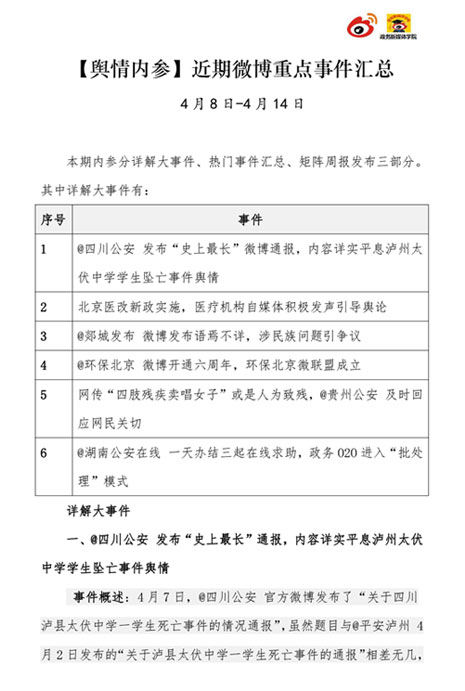 政务新媒体学院
【舆情内参】近期微博重点事件汇总
4月8日-4月14日
本期内参分详解大事件、热门事件汇总、矩阵周报发布三部分。
其中详解大事件有：
序号 事件
1 @四川公安 发布“史上最长”微博通报，内容详实平息泸州太
伏中学学生坠亡事件舆情
2 北京医改新政实施，医疗机构自媒体积极发声引导舆论
3 @郯城发布 微博发布语焉不详，涉民族问题引争议
4 @环保北京 微博开通六周年，环保北京微联盟成立
5 网传“四肢残疾卖唱女子”或是人为致残，@贵州公安 及时回
应网民关切
6 @湖南公安在线 一天办结三起在线求助，政务O2O进入“批处
理”模式
详解大事件
一、@四川公安 发布“史上最长”通报，内容详实平息泸州太伏
中学学生坠亡事件舆情
事件概述：4月7日，@四川公安 官方微博发布了“关于四川
泸县太伏中学一学生死亡事件的情况通报”，虽然题目与@平安泸州 4
月2日发布的“关于泸县太伏中学一学生死亡事件的通报”相差无几，